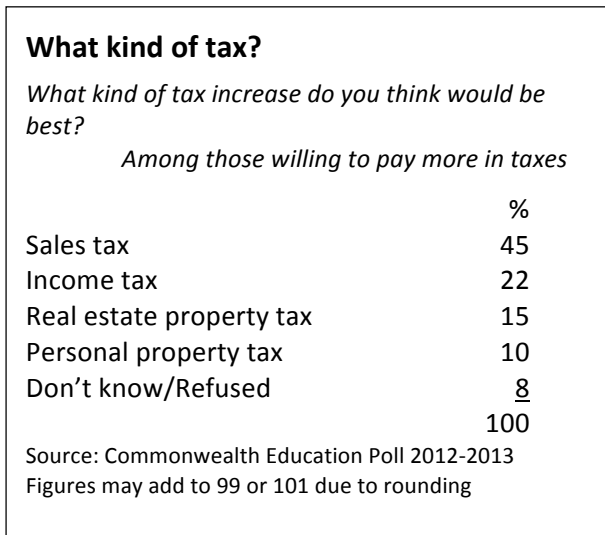 What kind of tax?
What kind of tax increase do you think would be
best?
Among those willing to pay more in taxes
%
Sales tax 45
Income tax 22
Real estate property tax 15
Personal property tax 10
Don’t know/Refused 8
100
Source: Commonwealth Education Poll 2012-2013
Figures may add to 99 or 101 due to rounding